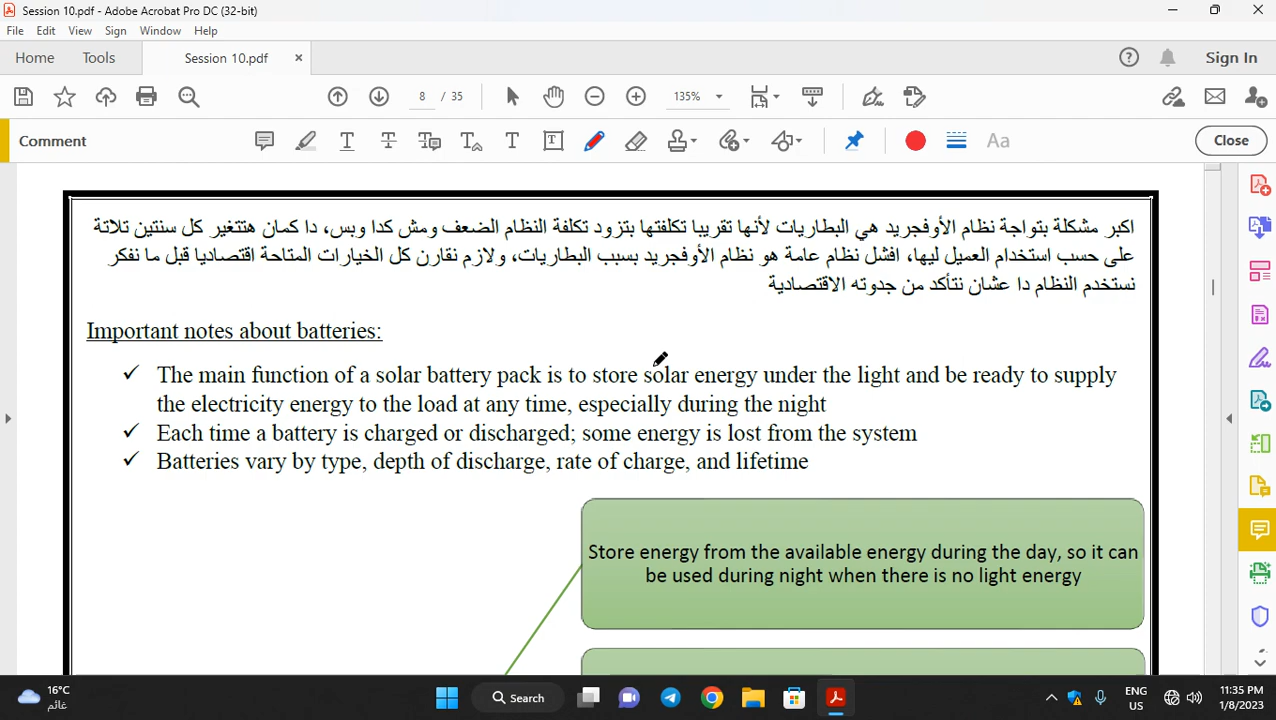 Session 10.pdf - Adobe Acrobat Pro DC (32-bit)
File Edit View Sign Window Help
Home Tools Session 10.pdf × Sign In
8 / 35 135%
Comment Aa Close
اكبر مشكلة بتواجة نظام الأوفجريد هي البطاريات لأنها تقريبا تكلفتها بتزود تكلفة النظام الضعف ومش كدا وبس، دا كمان هتتغير كل سنتين تلاتة
على حسب استخدام العميل ليها، افشل نظام عامة هو نظام الأوفجريد بسبب البطاريات، ولازم نقارن كل الخيارات المتاحة اقتصاديا قبل ما نفكر
نستخدم النظام دا عشان نتأكد من جدوته الاقتصادية
Important notes about batteries:
✓ The main function of a solar battery pack is to store solar energy under the light and be ready to supply
the electricity energy to the load at any time, especially during the night
✓ Each time a battery is charged or discharged; some energy is lost from the system
✓ Batteries vary by type, depth of discharge, rate of charge, and lifetime
Store energy from the available energy during the day, so it can
be used during night when there is no light energy
16°C
غائم
Search
ENG
US
11:35 PM
1/8/2023